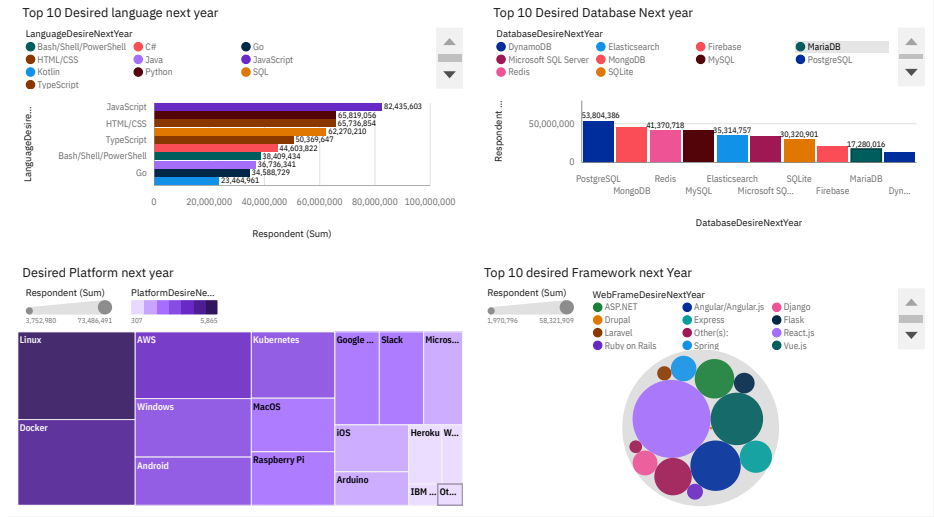 Top 10 Desired language next year
LanguageDesireNextYear
Bash/Shell/PowerShell C# Go
HTML/CSS Java JavaScript
Kotlin Python SQL
TypeScript
LanguageDesire...
JavaScript
HTML/CSS
TypeScript
Bash/Shell/PowerShell
Go
82,435,603
65,819,056
65,736,854
62,270,210
50,369,647
44,603,822
38,409,434
36,736,341
34,588,729
23,464,961
0 20,000,000 40,000,000 60,000,000 80,000,000 100,000,000
Respondent (Sum)
Top 10 Desired Database Next year
DatabaseDesireNextYear
DynamoDB Elasticsearch Firebase MariaDB
Microsoft SQL Server MongoDB MySQL PostgreSQL
Redis SQLite
Respondent ...
50,000,000
0
53,804,386
41,370,718
35,314,757
30,320,901
17,280,016
PostgreSQL Redis Elasticsearch SQLite MariaDB
MongoDB MySQL Microsoft SQ... Firebase Dyn...
DatabaseDesireNextYear
Desired Platform next year
Respondent (Sum) PlatformDesireNe...
3,752,980 73,486,491 307 5,865
Linux
Docker
AWS
Windows
Android
Kubernetes
MacOS
Raspberry Pi
Google ...
Slack
Micros...
iOS
Arduino
Heroku
W...
IBM ...
Ot...
Top 10 desired Framework next Year
Respondent (Sum)
1,970,796 58,321,909
WebFrameDesireNextYear
ASP.NET Angular/Angular.js Django
Drupal Express Flask
Laravel Other(s): React.js
Ruby on Rails Spring Vue.js